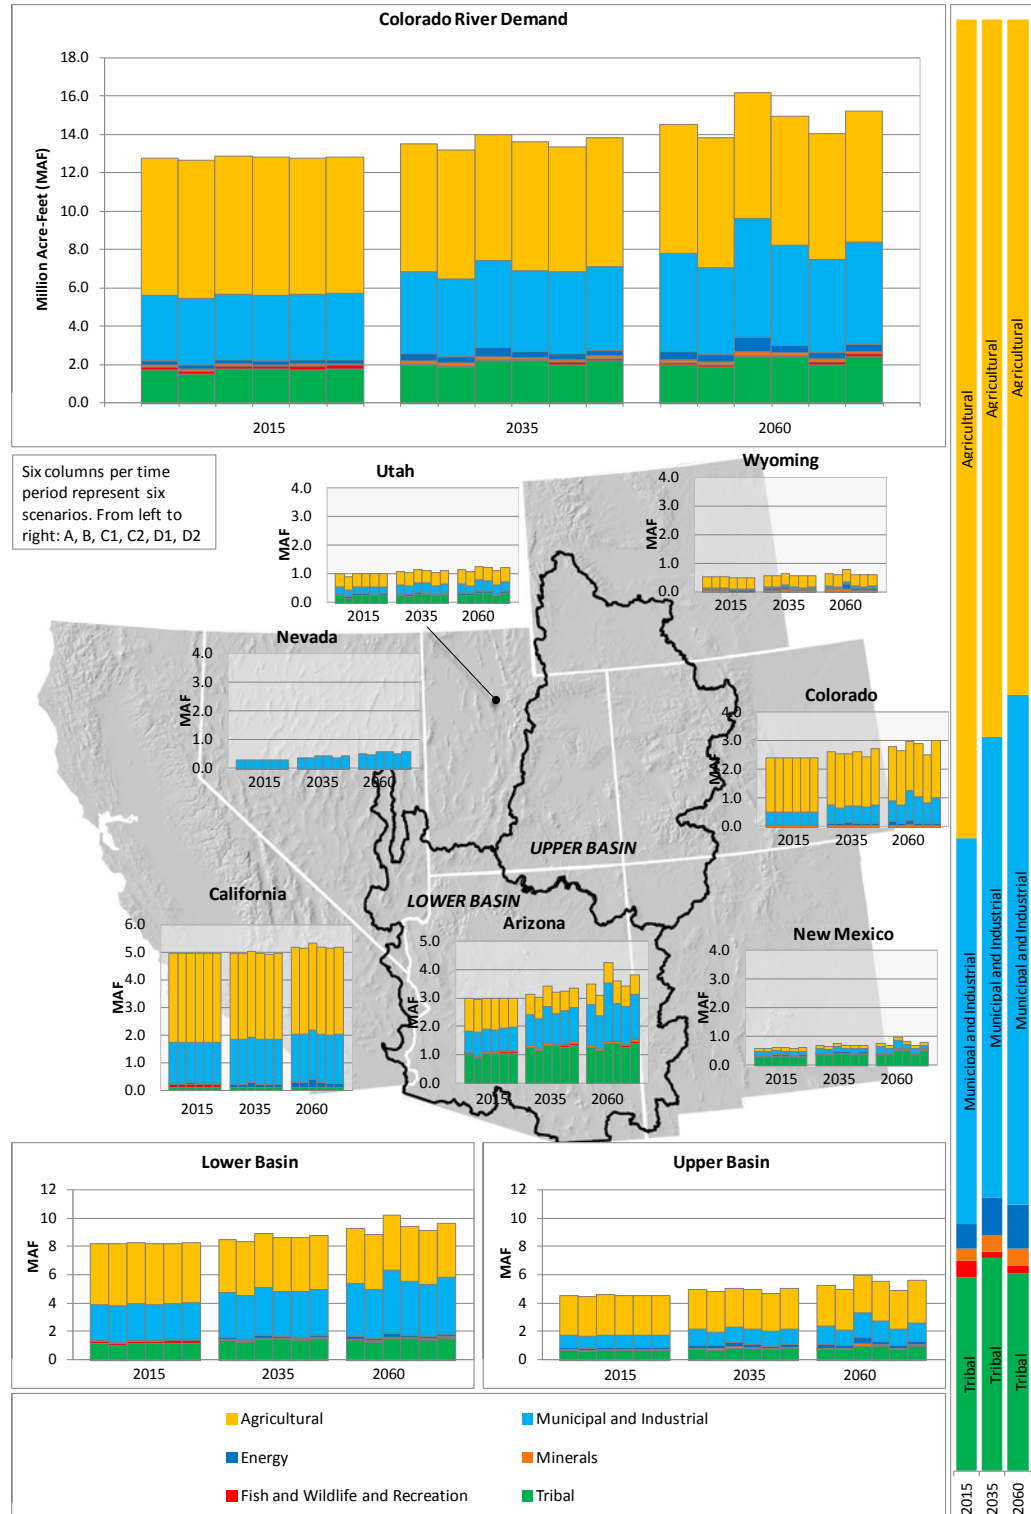 Colorado River Demand
Million Acre-Feet (MAF)
18.0
16.0
14.0
12.0
10.0
8.0
6.0
4.0
2.0
0.0
2015
2035
2060
Six columns per time
period represent six
scenarios. From left to
right: A, B, C1, C2, D1, D2
Utah
MAF
4.0
3.0
2.0
1.0
0.0
2015
2035
2060
Wyoming
MAF
4.0
3.0
2.0
1.0
0.0
2015
2035
2060
Nevada
MAF
4.0
3.0
2.0
1.0
0.0
2015
2035
2060
Colorado
MAF
4.0
3.0
2.0
1.0
0.0
2015
2035
2060
UPPER BASIN
LOWER BASIN
California
MAF
6.0
5.0
4.0
3.0
2.0
1.0
0.0
2015
2035
2060
Arizona
MAF
5.0
4.0
3.0
2.0
1.0
0.0
2015
2035
2060
New Mexico
MAF
4.0
3.0
2.0
1.0
0.0
2015
2035
2060
Lower Basin
MAF
12
10
8
6
4
2
0
2015
2035
2060
Upper Basin
MAF
12
10
8
6
4
2
0
2015
2035
2060
Agricultural
Municipal and Industrial
Energy
Minerals
Fish and Wildlife and Recreation
Tribal
Agricultural
Agricultural
Agricultural
Municipal and Industrial
Municipal and Industrial
Municipal and Industrial
Tribal
Tribal
Tribal
2015
2035
2060